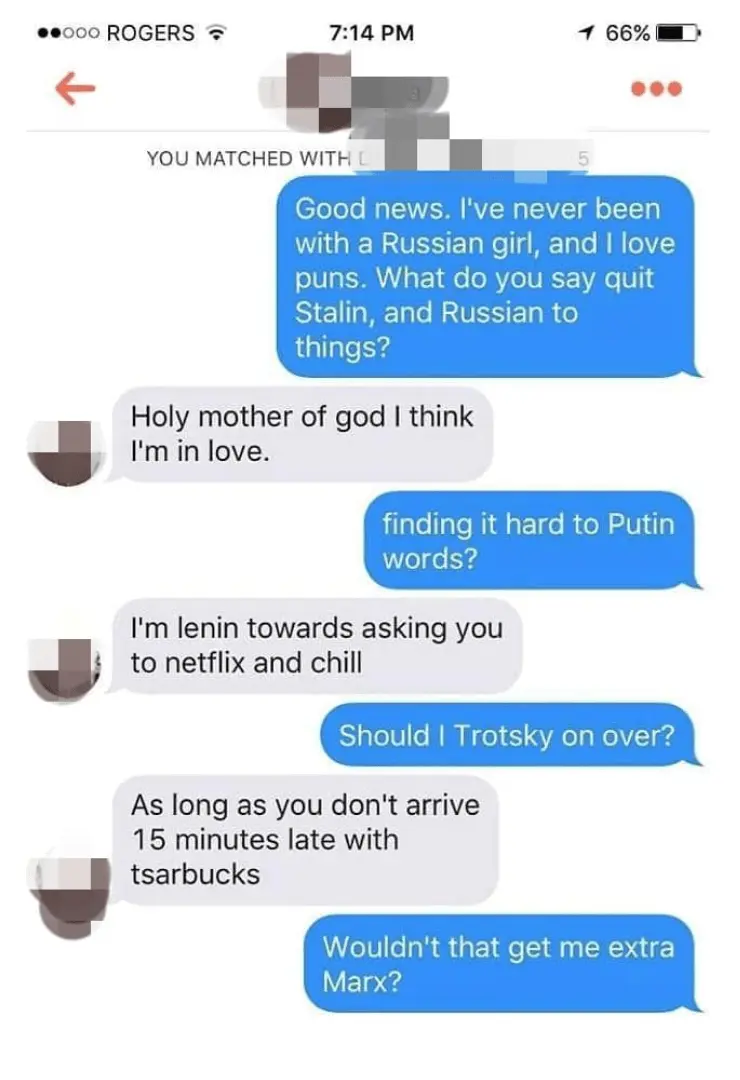 ROGERS 7:14 PM 66%
YOU MATCHED WITH 5
Good news. I've never been
with a Russian girl, and I love
puns. What do you say quit
Stalin, and Russian to
things?
Holy mother of god I think
I'm in love.
finding it hard to Putin
words?
I'm lenin towards asking you
to netflix and chill
Should I Trotsky on over?
As long as you don't arrive
15 minutes late with
tsarbucks
Wouldn't that get me extra
Marx?